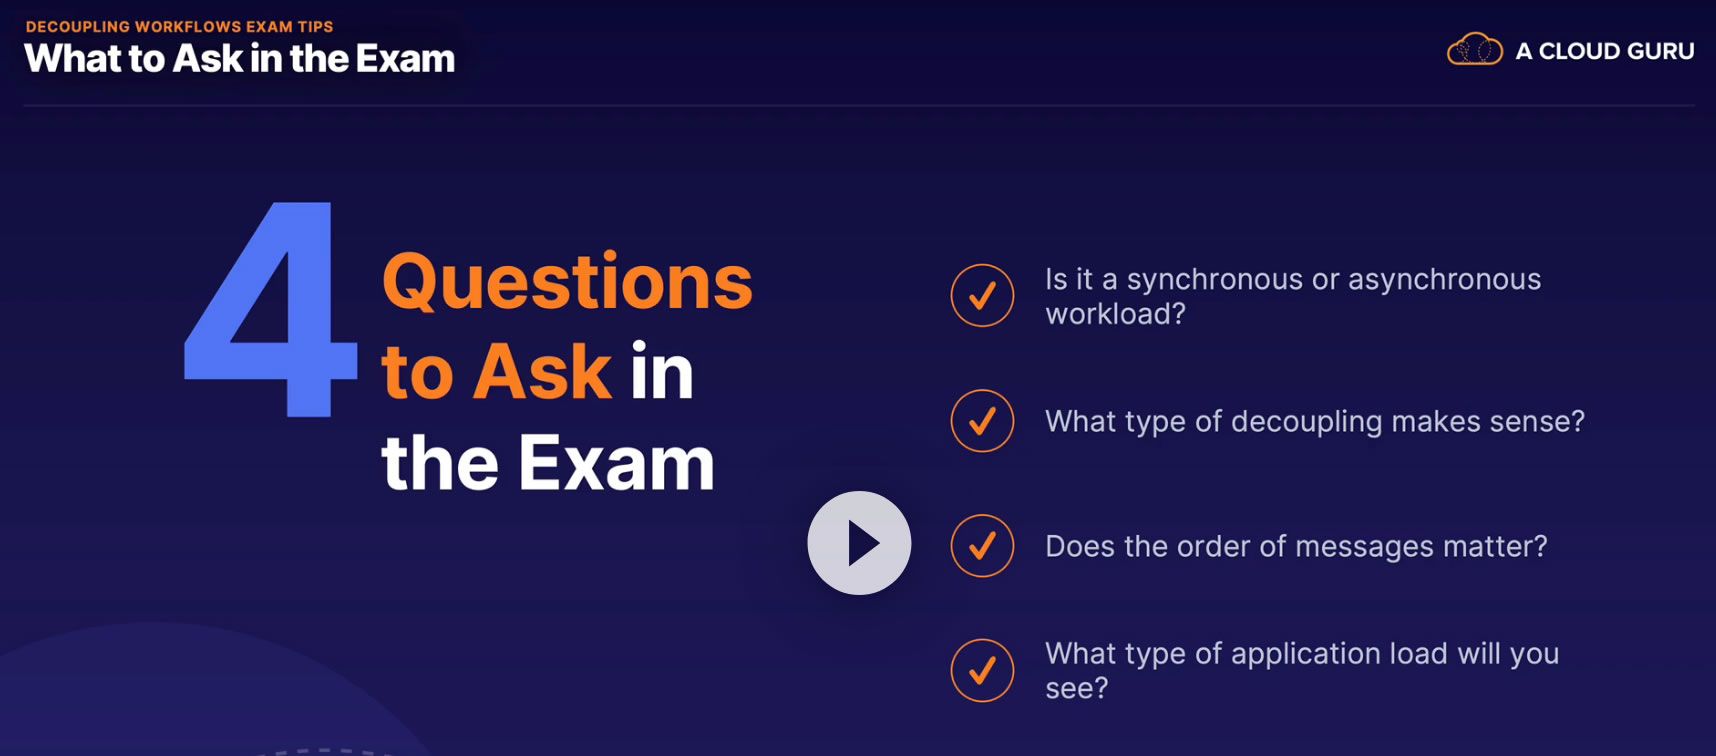 DECOUPLING WORKFLOWS EXAM TIPS
What to Ask in the Exam
A CLOUD GURU
4
Questions
to Ask in
the Exam
Is it a synchronous or asynchronous
workload?
What type of decoupling makes sense?
Does the order of messages matter?
What type of application load will you
see?